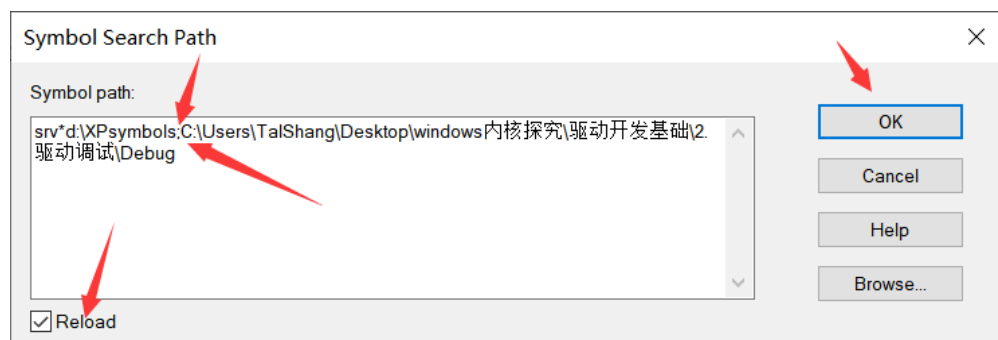 Symbol Search Path
Symbol path:
srv*d:\XPsymbols;C:\Users\TalShang\Desktop\windows内核探究\驱动开发基础\2.
驱动调试\Debug
OK
Cancel
Help
Browse...
Reload